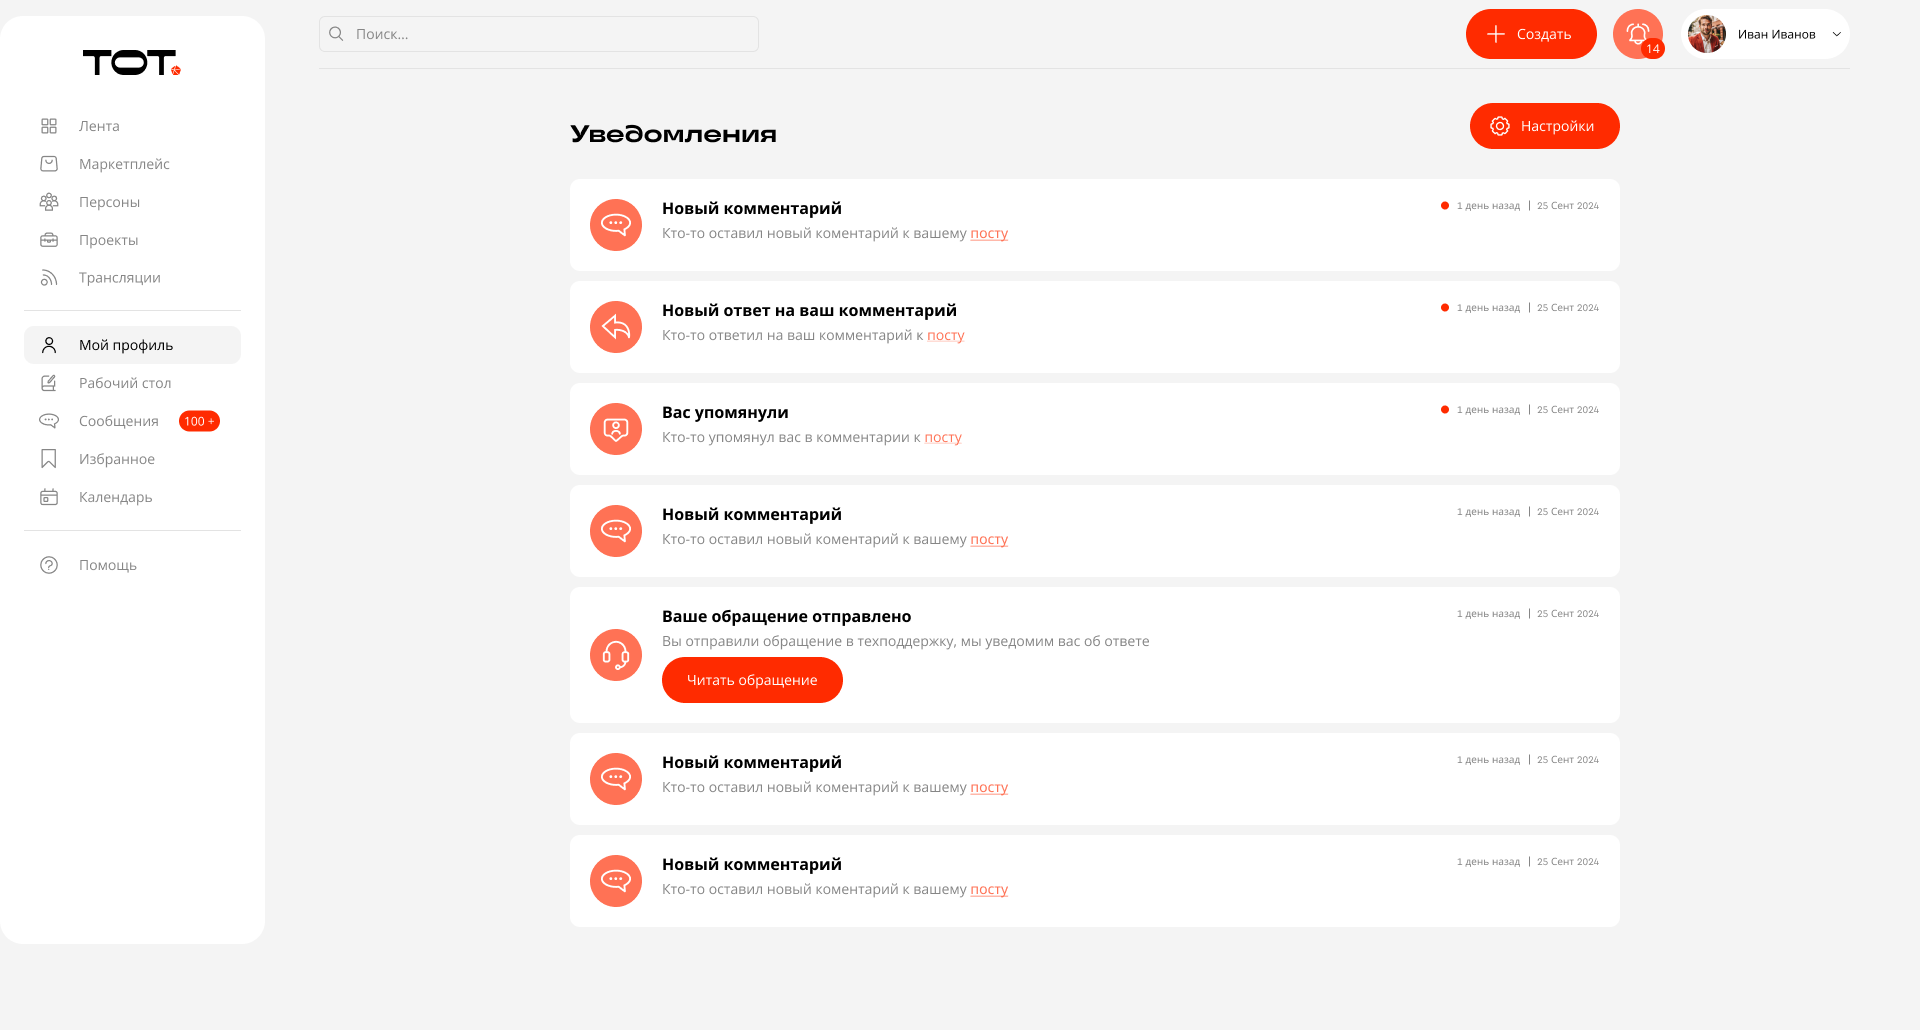 ТОТ.
Лента
Маркетплейс
Персоны
Проекты
Трансляции
Мой профиль
Рабочий стол
Сообщения 100 +
Избранное
Календарь
Помощь
Поиск...
Создать
14
Иван Иванов
Уведомления
Настройки
Новый комментарий
1 день назад | 25 Сент 2024
Кто-то оставил новый коментарий к вашему посту
Новый ответ на ваш комментарий
1 день назад | 25 Сент 2024
Кто-то ответил на ваш комментарий к посту
Вас упомянули
1 день назад | 25 Сент 2024
Кто-то упомянул вас в комментарии к посту
Новый комментарий
1 день назад | 25 Сент 2024
Кто-то оставил новый коментарий к вашему посту
Ваше обращение отправлено
1 день назад | 25 Сент 2024
Вы отправили обращение в техподдержку, мы уведомим вас об ответе
Читать обращение
Новый комментарий
1 день назад | 25 Сент 2024
Кто-то оставил новый коментарий к вашему посту
Новый комментарий
1 день назад | 25 Сент 2024
Кто-то оставил новый коментарий к вашему посту